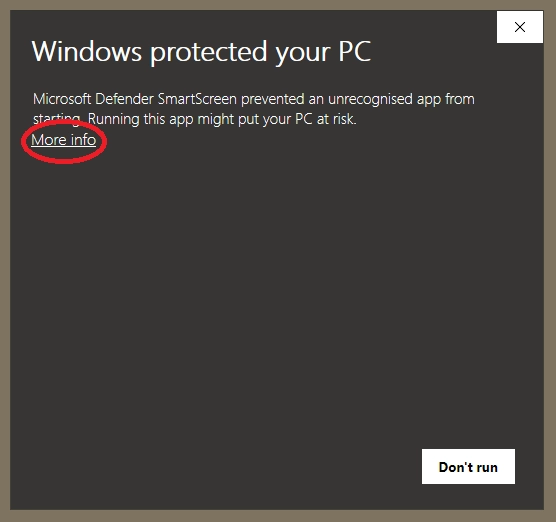 Windows protected your PC
Microsoft Defender SmartScreen prevented an unrecognised app from
starting. Running this app might put your PC at risk.
More info
Don't run